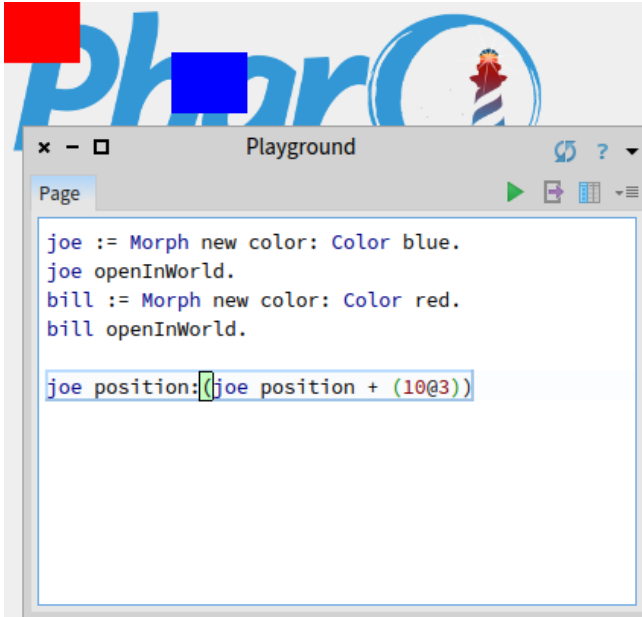 Pharo
× – □ Playground ?
Page
joe := Morph new color: Color blue.
joe openInWorld.
bill := Morph new color: Color red.
bill openInWorld.
joe position:(joe position + (10@3))